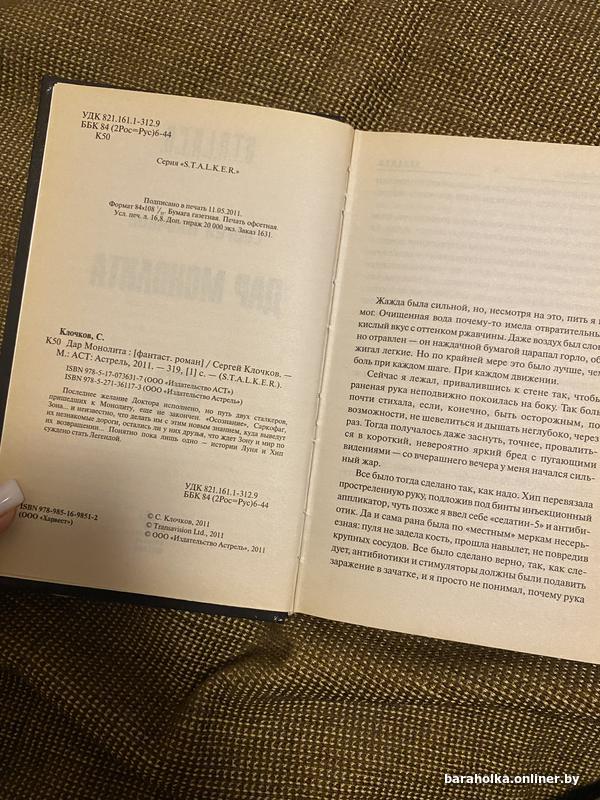 УДК 821.161.1-312.9
ББК 84 (2Рос=Рус)6-44
К50
Серия «S.T.A.L.K.E.R.»
Подписано в печать 11.05.2011.
Формат 84×108 1/32. Бумага газетная. Печать офсетная.
Усл. печ. л. 16,8. Доп. тираж 20 000 экз. Заказ 1631.
Клочков, С.
К50 Дар Монолита : [фантаст. роман] / Сергей Клочков. —
М.: АСТ: Астрель, 2011. — 319, [1] с. — (S.T.A.L.K.E.R.).
ISBN 978-5-17-073631-7 (ООО «Издательство АСТ»)
ISBN 978-5-271-36117-3 (ООО «Издательство Астрель»)
Последнее желание Доктора исполнено, но путь двух сталкеров,
пришедших к Монолиту, еще не закончен. «Осознание», Саркофаг,
Зона... и неизвестно, что делать им с этим новым знанием, куда выведут
их незнакомые дороги, остались ли у них друзья, что ждет Зону и мир по
их возвращении... Понятно пока лишь одно — истории Луня и Хип
суждено стать Легендой.
УДК 821.161.1-312.9
ББК 84 (2Рос=Рус)6-44
ISBN 978-985-16-9851-2
(ООО «Харвест»)
© С. Клочков, 2011
© Transavision Ltd., 2011
© ООО «Издательство Астрель», 2011
Жажда была сильной, но, несмотря на это, пить я
мог. Очищенная вода почему-то имела отвратительн
кислый вкус с оттенком ржавчины. Даже воздух был слов
но отравлен — он наждачной бумагой царапал горло, об
жигал легкие. Но по крайней мере это было лучше, чем
боль при каждом шаге. При каждом движении.
Сейчас я лежал, привалившись к стене так, чтобы
раненая рука неподвижно покоилась на боку. Так боль
почти стихала, если, конечно, быть осторожным, по
возможности, не шевелиться и дышать неглубоко, через
раз. Тогда получалось даже заснуть, точнее, провалить-
ся в короткий, невероятно яркий бред с пугающими
видениями — со вчерашнего вечера у меня начался силь-
ный жар.
Все было тогда сделано так, как надо. Хип перевязала
простреленную руку, подложив под бинты инъекционный
аппликатор, чуть позже я ввел себе «седатин-5» и антиби-
отик. Да и сама рана была по «местным» меркам несерь-
езная: пуля не задела кость, прошла навылет, не повредив
крупных сосудов. Все было сделано верно, так, как сле-
дует, антибиотики и стимуляторы должны были подавить
заражение в зачатке, и я просто не понимал, почему рука
baraholka.onliner.by